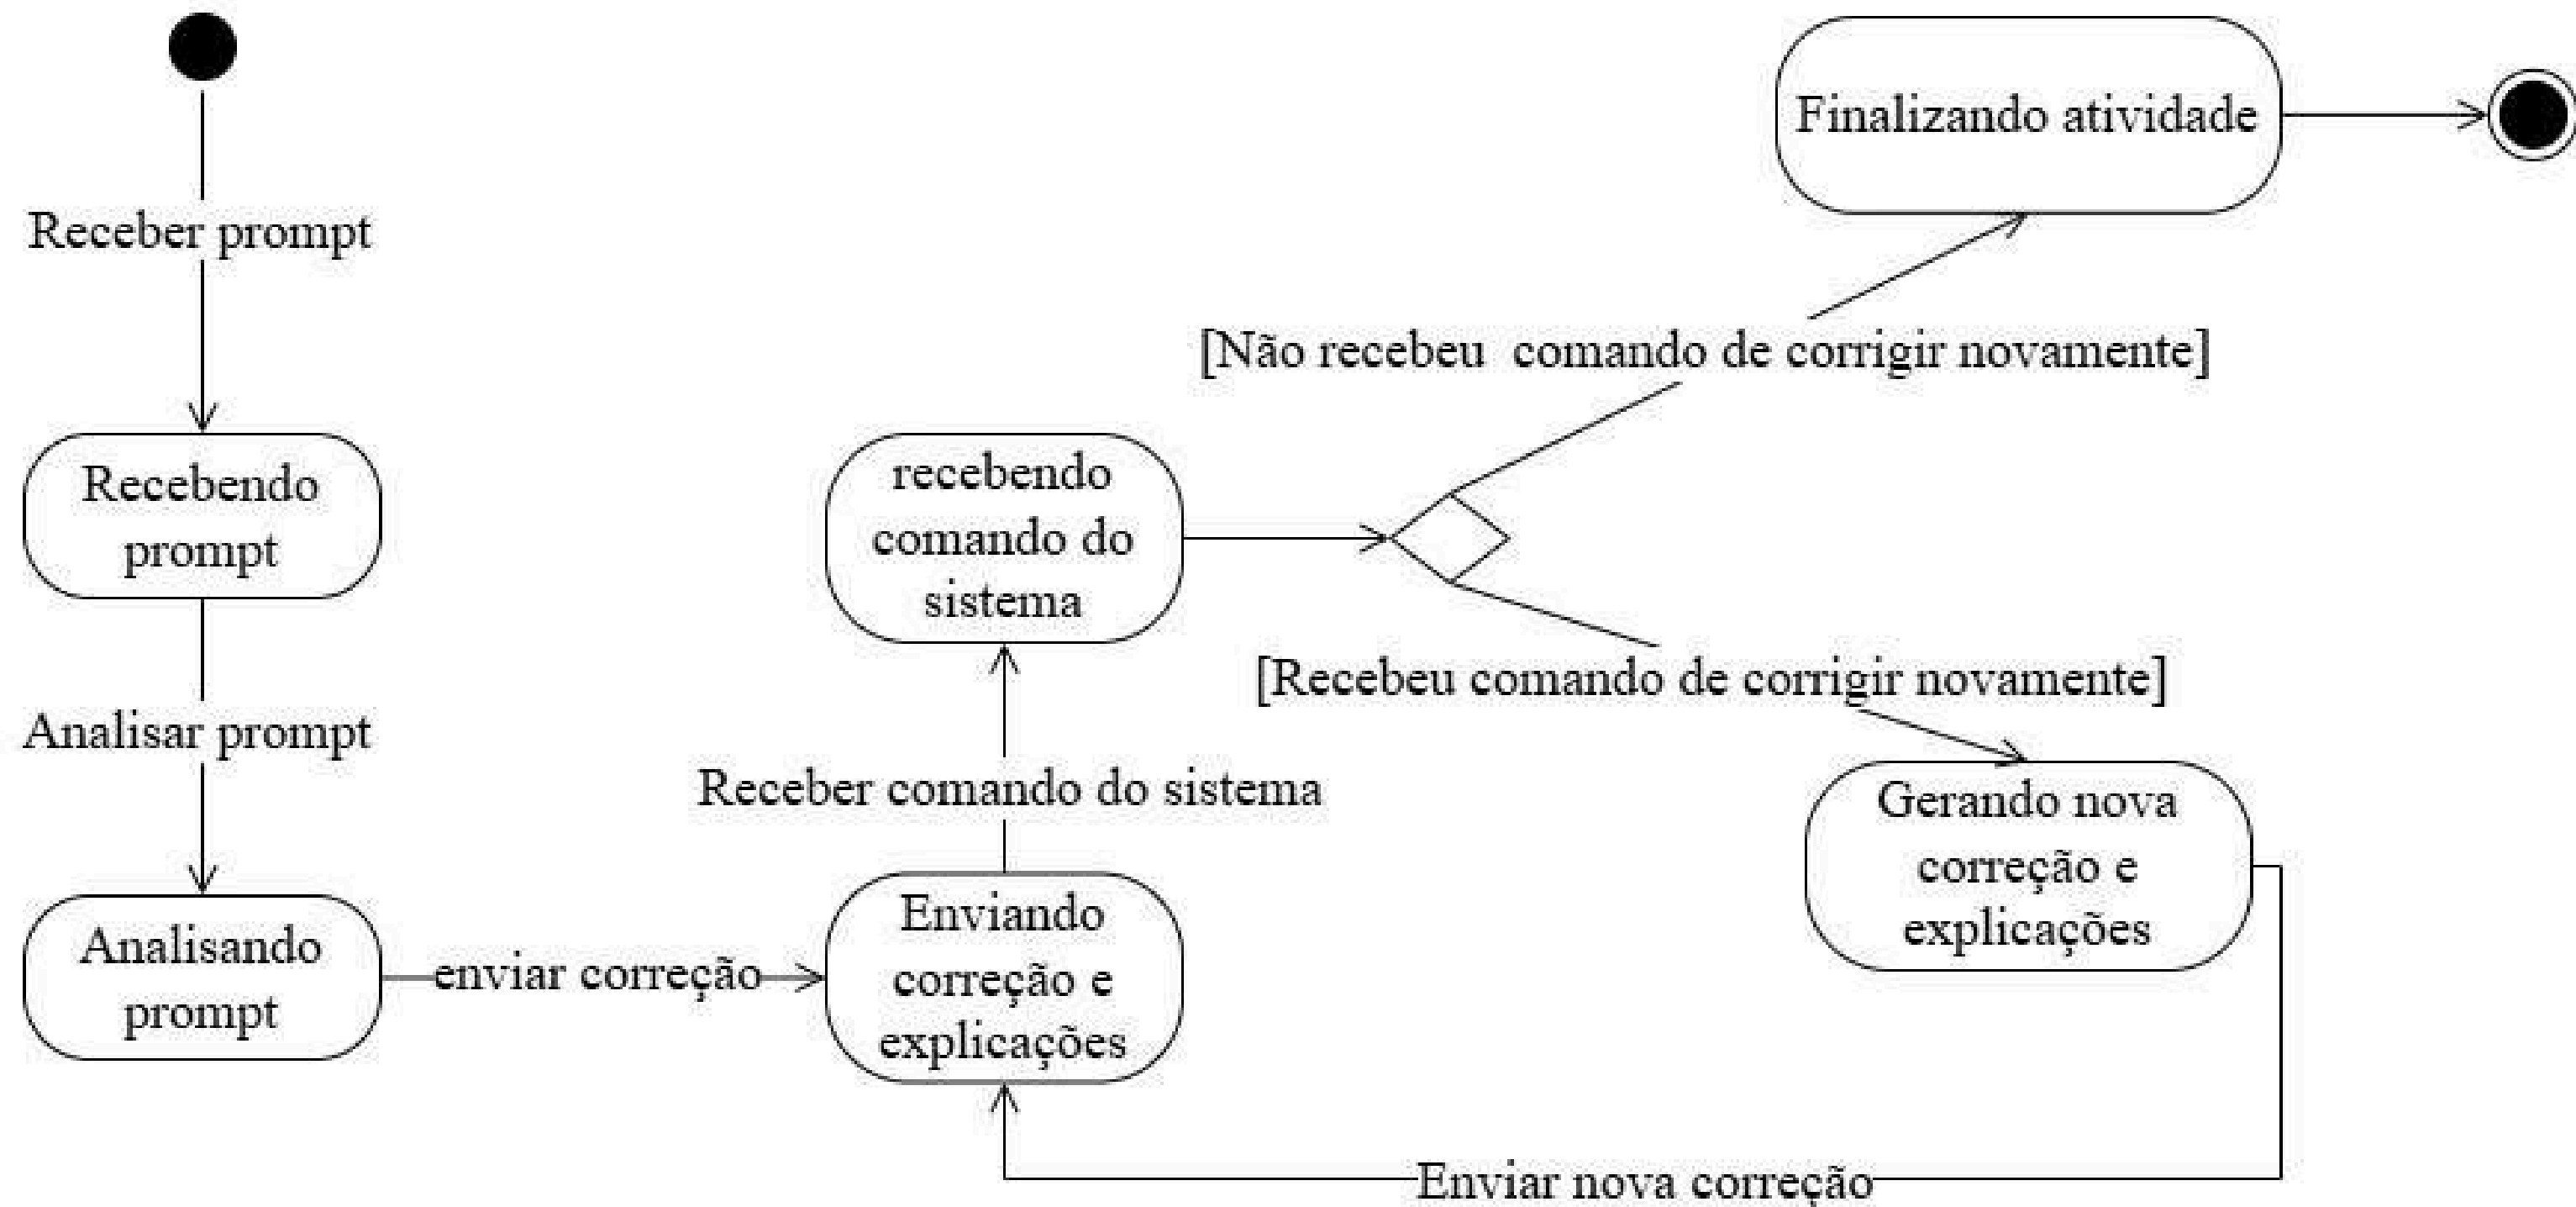 Receber prompt
Recebendo
prompt
Analisar prompt
Analisando
prompt
enviar correção
Enviando
correção e
explicações
Receber comando do sistema
recebendo
comando do
sistema
[Não recebeu  comando de corrigir novamente]
Finalizando atividade
[Recebeu comando de corrigir novamente]
Gerando nova
correção e
explicações
Enviar nova correção